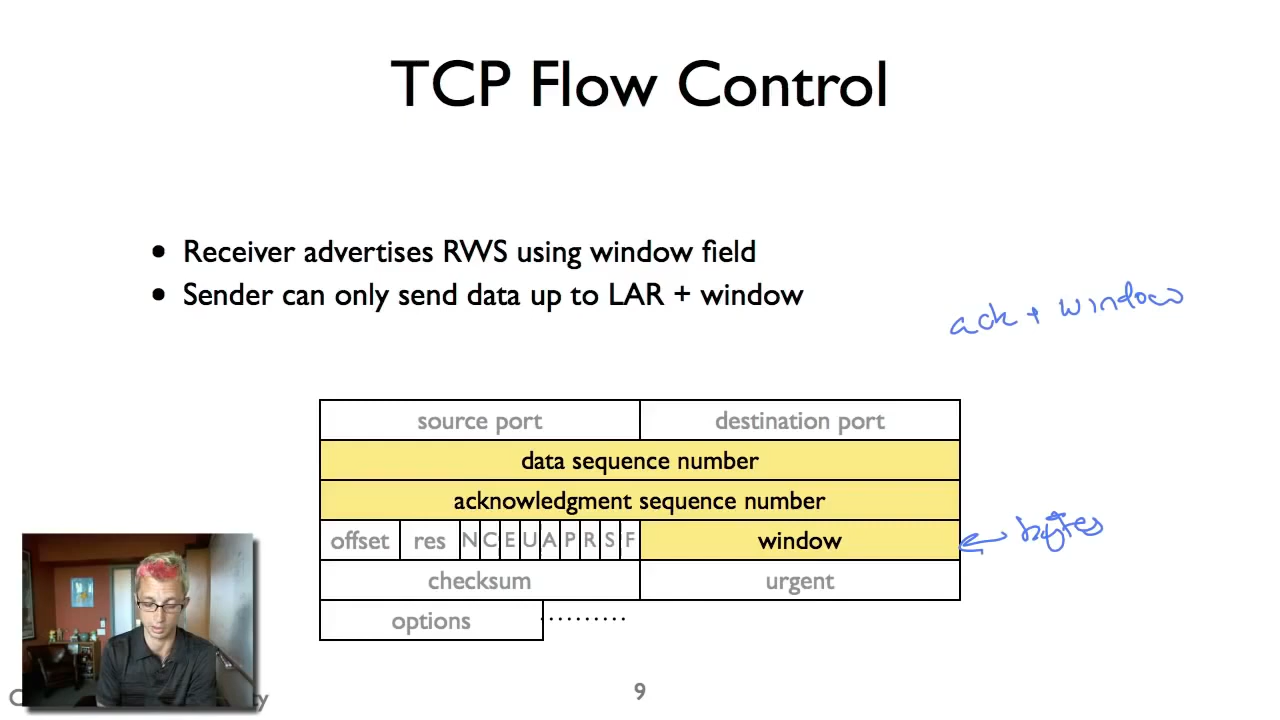 TCP Flow Control
• Receiver advertises RWS using window field
• Sender can only send data up to LAR + window
ack + window
source port destination port
data sequence number
acknowledgment sequence number
offset res N C E U A P R S F window
← bytes
checksum urgent
options ..........
9